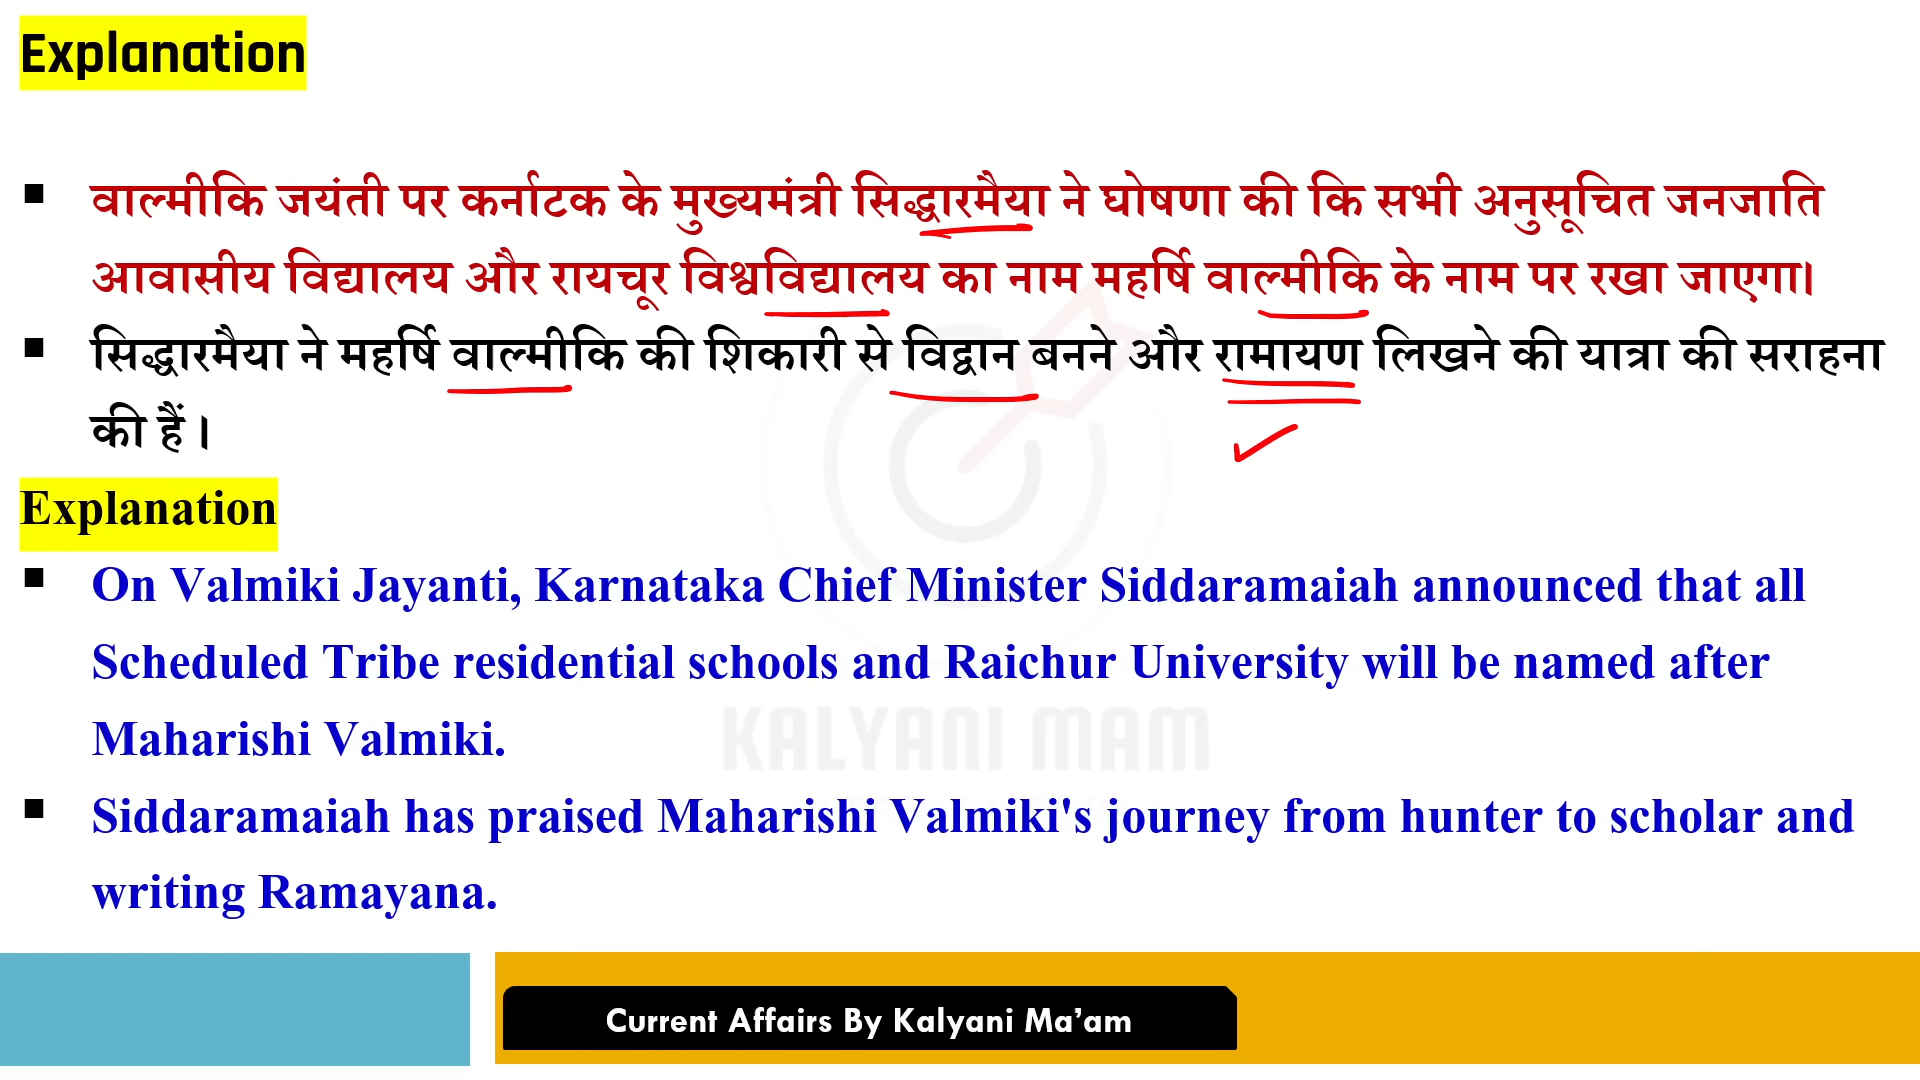 Explanation
▪ वाल्मीकि जयंती पर कर्नाटक के मुख्यमंत्री सिद्धारमैया ने घोषणा की कि सभी अनुसूचित जनजाति
आवासीय विद्यालय और रायचूर विश्वविद्यालय का नाम महर्षि वाल्मीकि के नाम पर रखा जाएगा।
▪ सिद्धारमैया ने महर्षि वाल्मीकि की शिकारी से विद्वान बनने और रामायण लिखने की यात्रा की सराहना
की हैं ।
Explanation
▪ On Valmiki Jayanti, Karnataka Chief Minister Siddaramaiah announced that all
Scheduled Tribe residential schools and Raichur University will be named after
Maharishi Valmiki.
KALYANI MAM
▪ Siddaramaiah has praised Maharishi Valmiki's journey from hunter to scholar and
writing Ramayana.
Current Affairs By Kalyani Ma’am